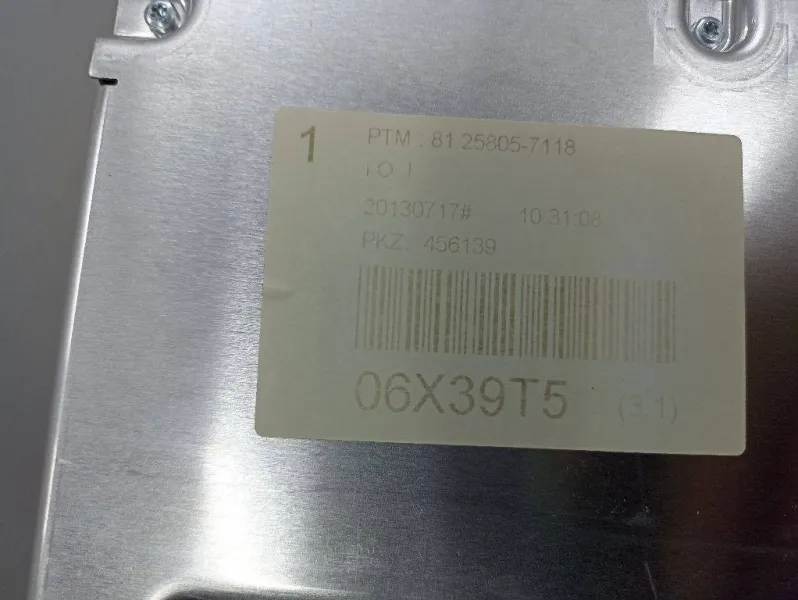 1
PTM : 81.25805-7118
20130717# 10:31:08
PKZ: 456139
06X39T5 (3.1)